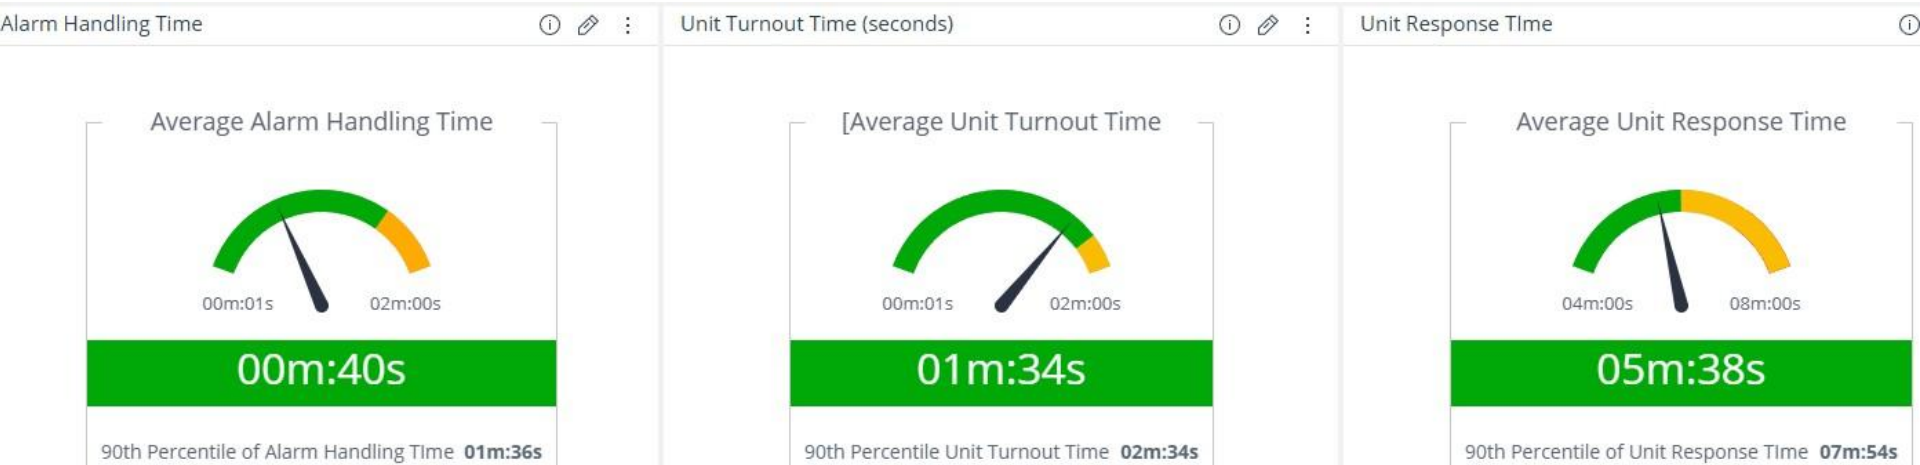 Alarm Handling Time
Average Alarm Handling Time
00m:01s
02m:00s
00m:40s
90th Percentile of Alarm Handling TIme 01m:36s
Unit Turnout Time (seconds)
[Average Unit Turnout Time
00m:01s
02m:00s
01m:34s
90th Percentile Unit Turnout Time 02m:34s
Unit Response TIme
Average Unit Response Time
04m:00s
08m:00s
05m:38s
90th Percentile of Unit Response TIme 07m:54s